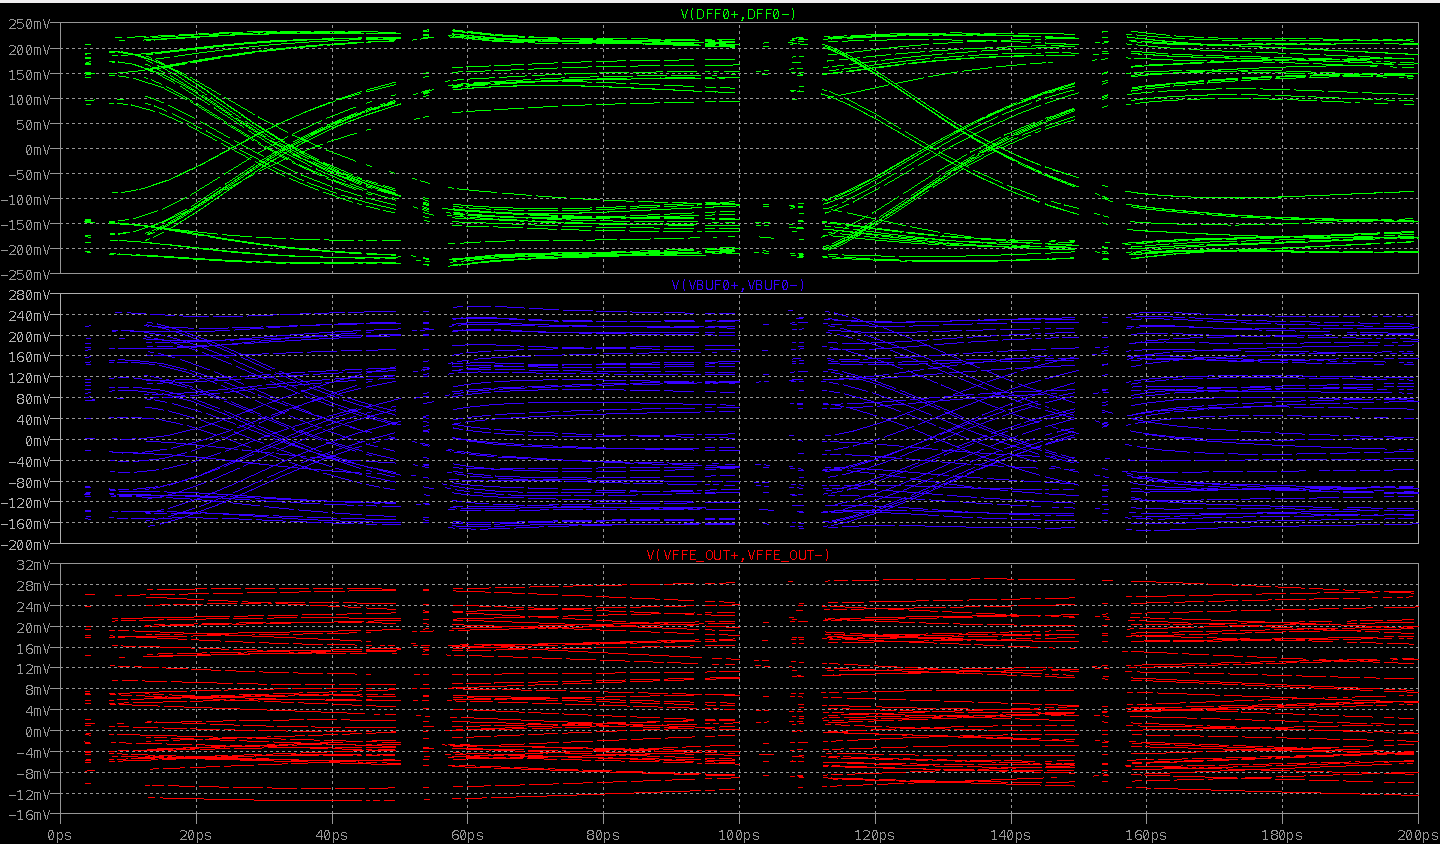 V(DFF0+,DFF0-)
250mV
200mV
150mV
100mV
50mV
0mV
-50mV
-100mV
-150mV
-200mV
-250mV
V(VBUF0+,VBUF0-)
280mV
240mV
200mV
160mV
120mV
80mV
40mV
0mV
-40mV
-80mV
-120mV
-160mV
-200mV
V(VFFE_OUT+,VFFE_OUT-)
32mV
28mV
24mV
20mV
16mV
12mV
8mV
4mV
0mV
-4mV
-8mV
-12mV
-16mV
0ps 20ps 40ps 60ps 80ps 100ps 120ps 140ps 160ps 180ps 200ps